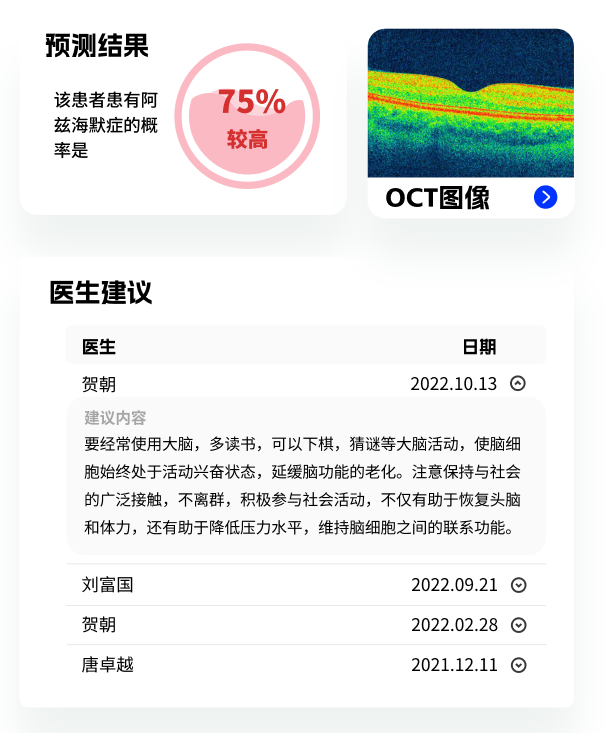 预测结果
该患者患有阿
兹海默症的概
率是
75%
较高
OCT图像
医生建议
医生 日期
贺朝 2022.10.13
建议内容
要经常使用大脑，多读书，可以下棋，猜谜等大脑活动，使脑细
胞始终处于活动兴奋状态，延缓脑功能的老化。注意保持与社会
的广泛接触，不离群，积极参与社会活动，不仅有助于恢复头脑
和体力，还有助于降低压力水平，维持脑细胞之间的联系功能。
刘富国 2022.09.21
贺朝 2022.02.28
唐卓越 2021.12.11